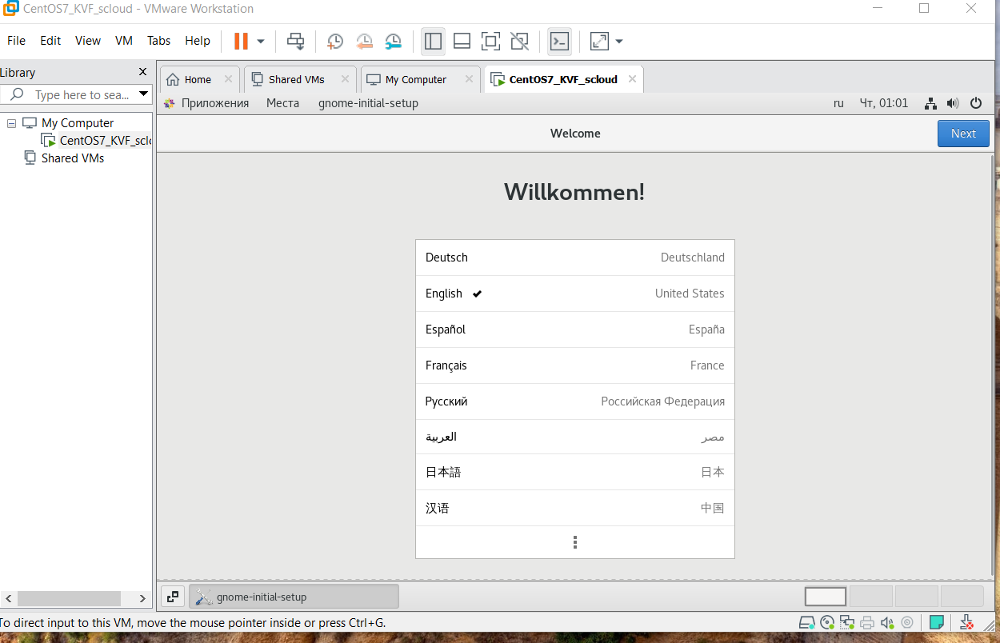 CentOS7_KVF_scloud - VMware Workstation
File Edit View VM Tabs Help
Library
Type here to sea...
My Computer
CentOS7_KVF_sclo
Shared VMs
Home Shared VMs My Computer CentOS7_KVF_scloud
Приложения Места gnome-initial-setup ru Чт, 01:01
Welcome Next
Willkommen!
Deutsch Deutschland
English United States
Español España
Français France
Русский Российская Федерация
العربية مصر
日本語 日本
汉语 中国
gnome-initial-setup
To direct input to this VM, move the mouse pointer inside or press Ctrl+G.